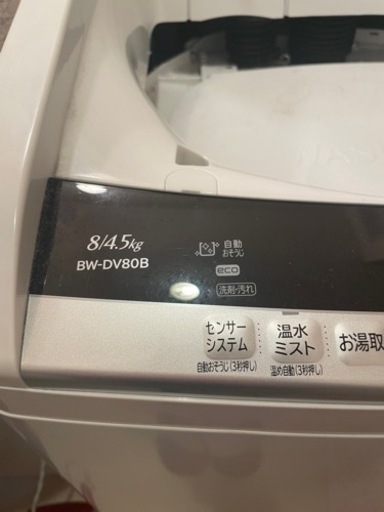 8/4.5kg
BW-DV80B
自動
おそうじ
eco
洗剤・汚れ
センサー
システム
自動おそうじ(3秒押し)
温水
ミスト
温め自動(3秒押し)
お湯取